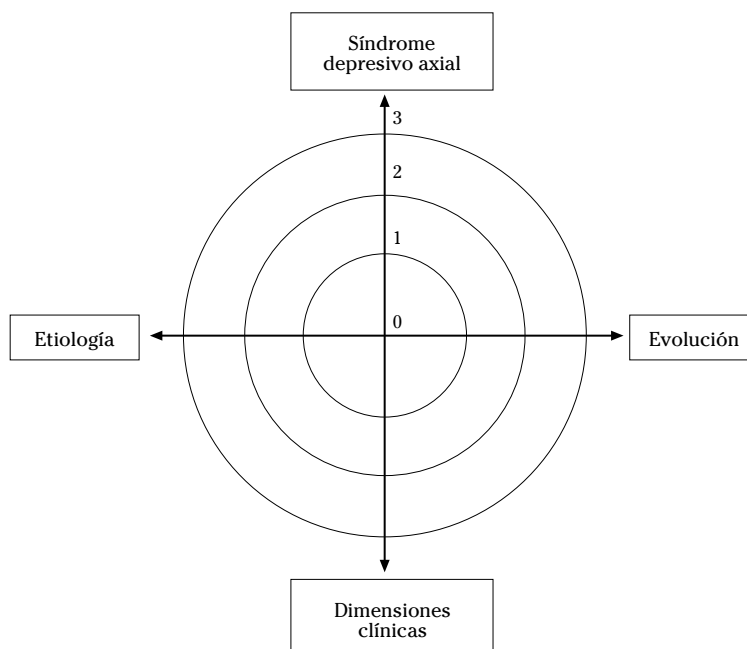 Síndrome
depresivo axial
3
2
1
0
Etiología
Evolución
Dimensiones
clínicas